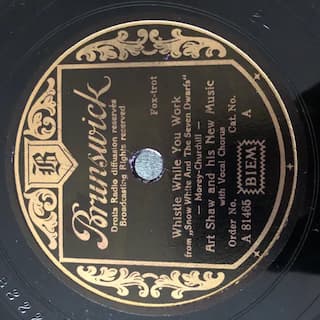 B
Brunswick
Droits Radio diffusion reservés
Broadcasting Rights reserved
Fox-trot
Whistle While You Work
from „Snow White And The Seven Dwarfs"
— Morey-Churchill —
Art Shaw and his New Music
with Vocal Chorus
Order No.
A 81465
BIEM
Cat. No.
A